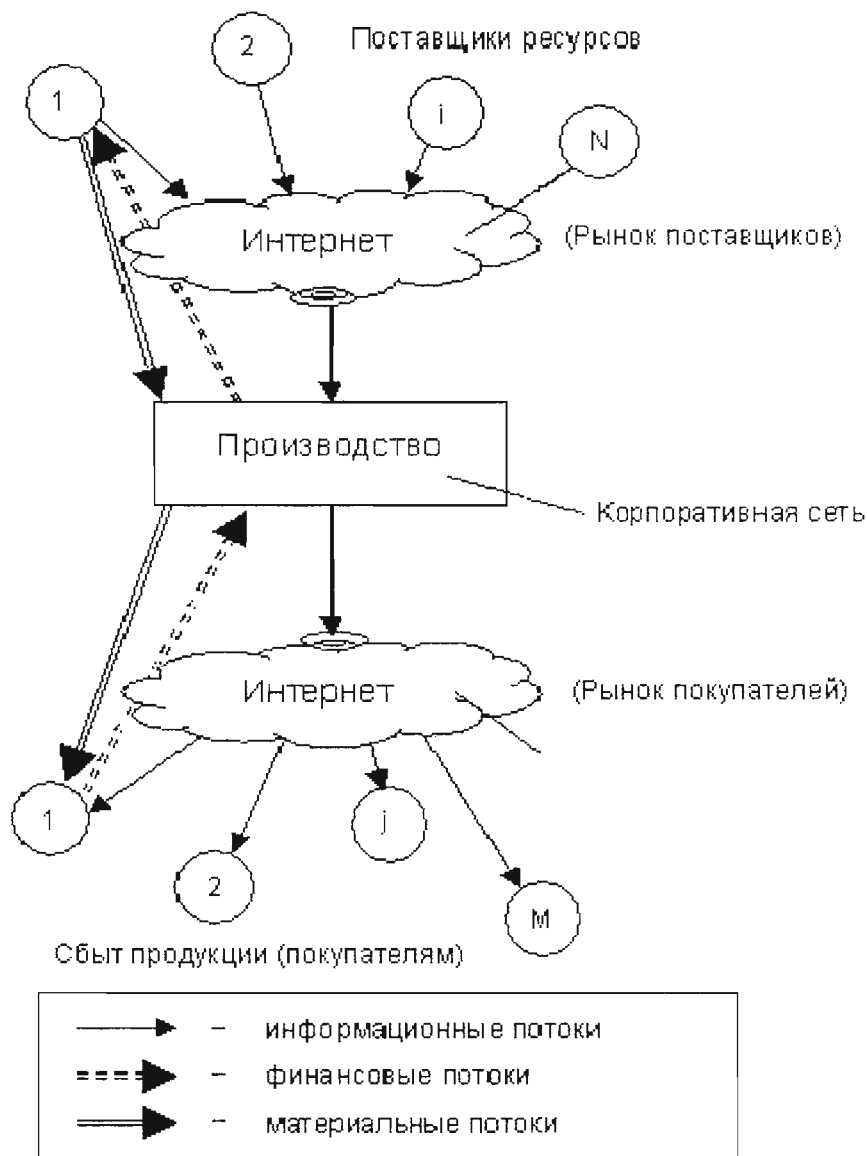 Поставщики ресурсов
1
2
i
N
Интернет
(Рынок поставщиков)
Производство
Корпоративная сеть
Интернет
(Рынок покупателей)
1
2
j
M
Сбыт продукции (покупателям)
- информационные потоки
- финансовые потоки
- материальные потоки